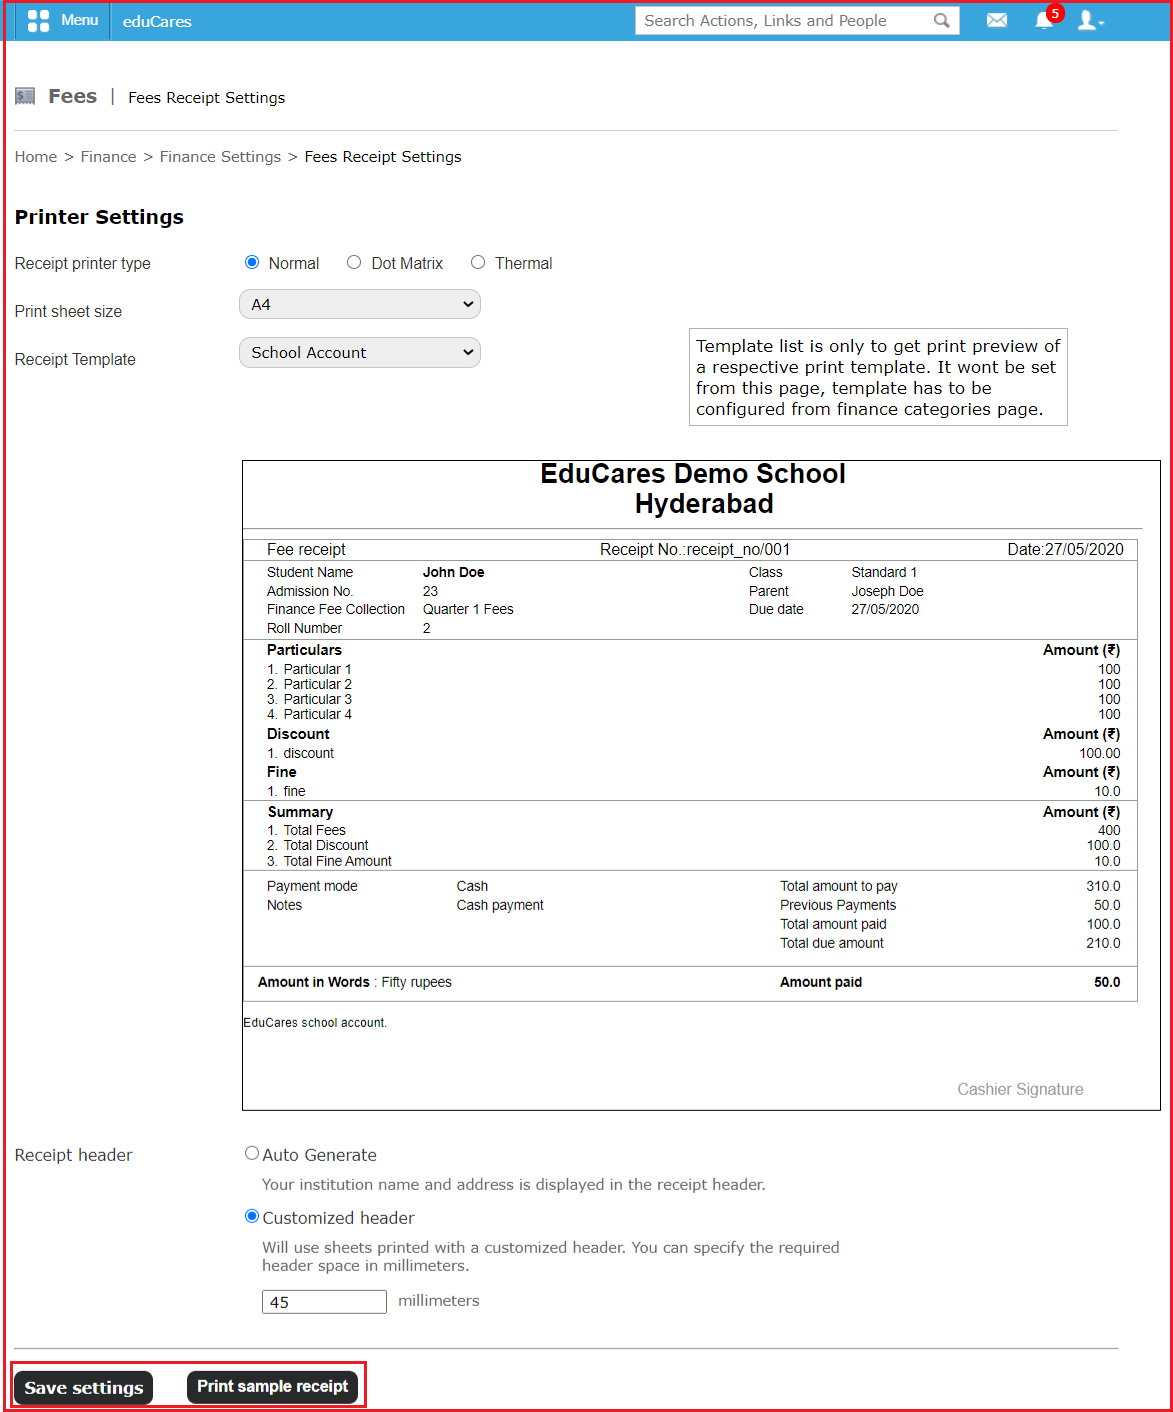 Menu eduCares Search Actions, Links and People 5
Fees | Fees Receipt Settings
Home > Finance > Finance Settings > Fees Receipt Settings
Printer Settings
Receipt printer type Normal Dot Matrix Thermal
Print sheet size A4
Receipt Template School Account
Template list is only to get print preview of
a respective print template. It wont be set
from this page, template has to be
configured from finance categories page.
EduCares Demo School
Hyderabad
Fee receipt Receipt No.:receipt_no/001 Date:27/05/2020
Student Name John Doe Class Standard 1
Admission No. 23 Parent Joseph Doe
Finance Fee Collection Quarter 1 Fees Due date 27/05/2020
Roll Number 2
Particulars Amount (₹)
1. Particular 1 100
2. Particular 2 100
3. Particular 3 100
4. Particular 4 100
Discount Amount (₹)
1. discount 100.00
Fine Amount (₹)
1. fine 10.0
Summary Amount (₹)
1. Total Fees 400
2. Total Discount 100.0
3. Total Fine Amount 10.0
Payment mode Cash Total amount to pay 310.0
Notes Cash payment Previous Payments 50.0
Total amount paid 100.0
Total due amount 210.0
Amount in Words : Fifty rupees Amount paid 50.0
EduCares school account.
Cashier Signature
Receipt header Auto Generate
Your institution name and address is displayed in the receipt header.
Customized header
Will use sheets printed with a customized header. You can specify the required
header space in millimeters.
45 millimeters
Save settings Print sample receipt